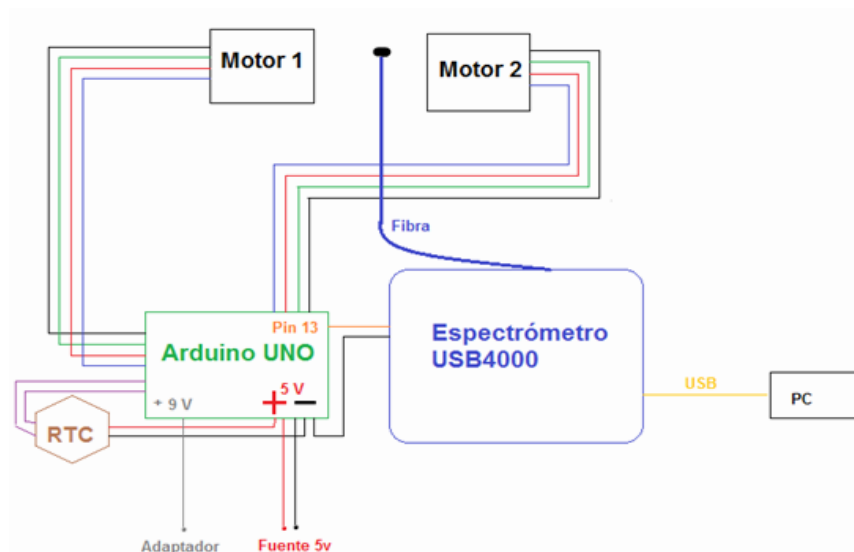 Motor 1
Motor 2
Fibra
Pin 13
Arduino UNO
5 V
+ 9 V
+ −
Espectrómetro
USB4000
USB
PC
RTC
Adaptador
Fuente 5v